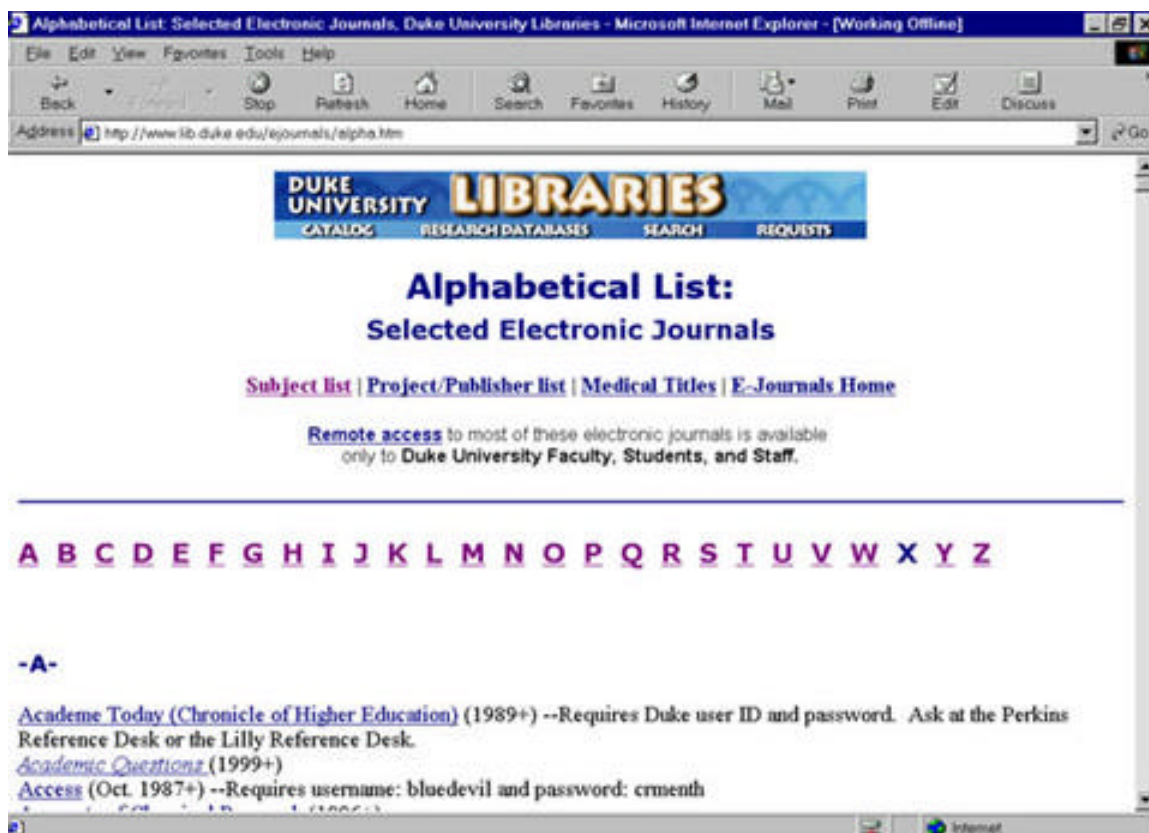 Alphabetical List: Selected Electronic Journals, Duke University Libraries - Microsoft Internet Explorer - [Working Offline]
File Edit View Favorites Tools Help
Back Forward Stop Refresh Home Search Favorites History Mail Print Edit Discuss
Address http://www.lib.duke.edu/ejournals/alpha.htm Go
DUKE UNIVERSITY LIBRARIES
CATALOG RESEARCH DATABASES SEARCH REQUESTS
Alphabetical List:
Selected Electronic Journals
Subject list | Project/Publisher list | Medical Titles | E-Journals Home
Remote access to most of these electronic journals is available
only to Duke University Faculty, Students, and Staff.
A B C D E F G H I J K L M N O P Q R S T U V W X Y Z
-A-
Academe Today (Chronicle of Higher Education) (1989+) --Requires Duke user ID and password. Ask at the Perkins
Reference Desk or the Lilly Reference Desk.
Academic Questions (1999+)
Access (Oct. 1987+) --Requires username: bluedevil and password: crmenth
Internet